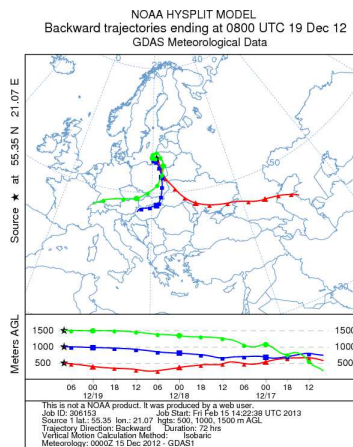 NOAA HYSPLIT MODEL
Backward trajectories ending at 0800 UTC 19 Dec 12
GDAS Meteorological Data
Source ★ at 55.35 N 21.07 E
20
40
50
30
Meters AGL
1500
1000
500
1500
1000
500
06 00 18 12 06 00 18 12 06 00 18 12
12/19 12/18 12/17
This is not a NOAA product. It was produced by a web user.
Job ID: 306153 Job Start: Fri Feb 15 14:22:38 UTC 2013
Source 1 lat.: 55.35 lon.: 21.07 hgts: 500, 1000, 1500 m AGL
Trajectory Direction: Backward Duration: 72 hrs
Vertical Motion Calculation Method: Isobaric
Meteorology: 0000Z 15 Dec 2012 - GDAS1